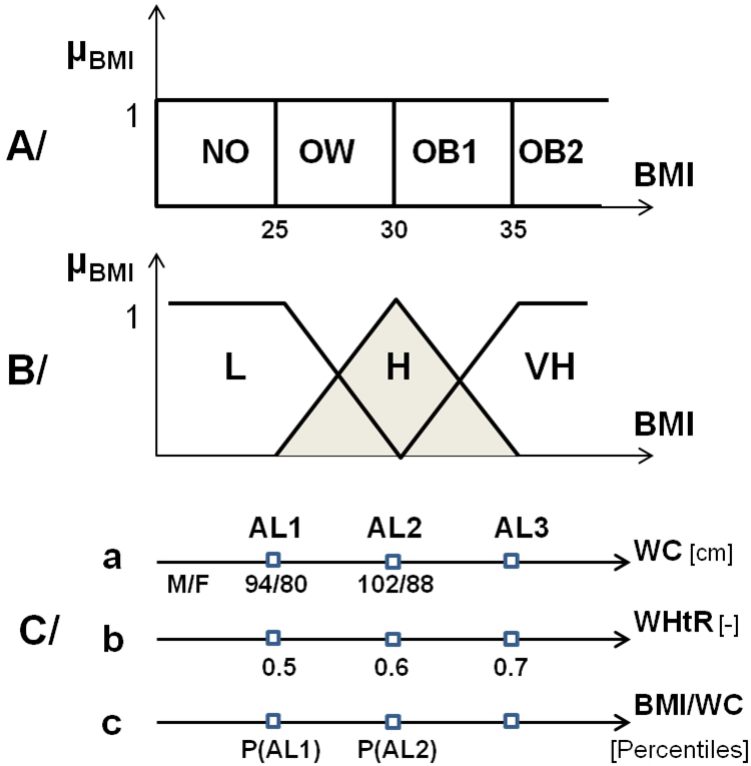 μBMI
1
A/
NO OW OB1 OB2
BMI
25 30 35
μBMI
1
B/
L H VH
BMI
AL1 AL2 AL3
a
WC [cm]
M/F 94/80 102/88
C/
b
WHtR [-]
0.5 0.6 0.7
c
BMI/WC
P(AL1) P(AL2) [Percentiles]